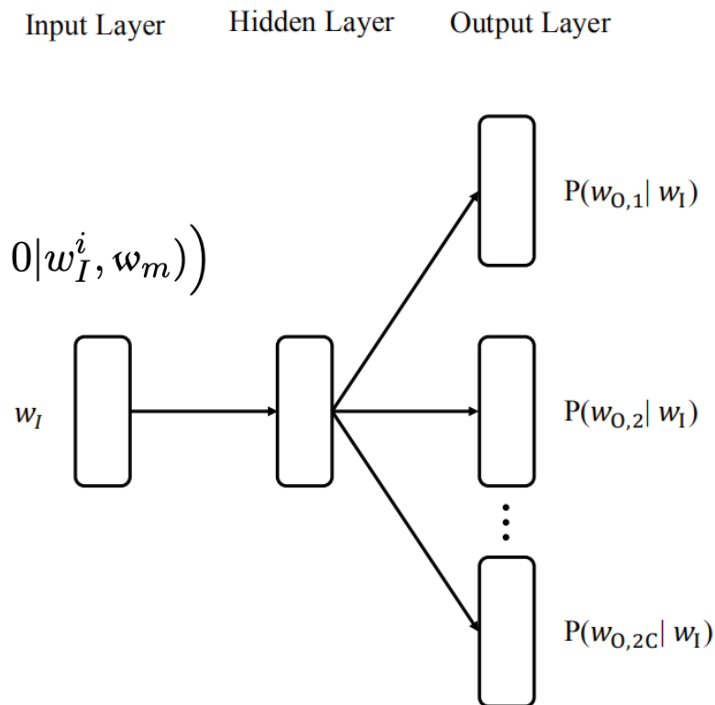 Input Layer Hidden Layer Output Layer
P(w_{O,1}| w_I)
0|w_I^i, w_m))
w_I P(w_{O,2}| w_I)
⋮
P(w_{O,2C}| w_I)